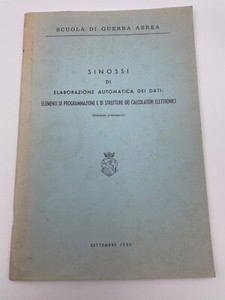 SCUOLA DI GUERRA AEREA
SINOSSI
DI
ELABORAZIONE AUTOMATICA DEI DATI:
ELEMENTI DI PROGRAMMAZIONE E DI STRUTTURE DEI CALCOLATORI ELETTRONICI
SETTEMBRE